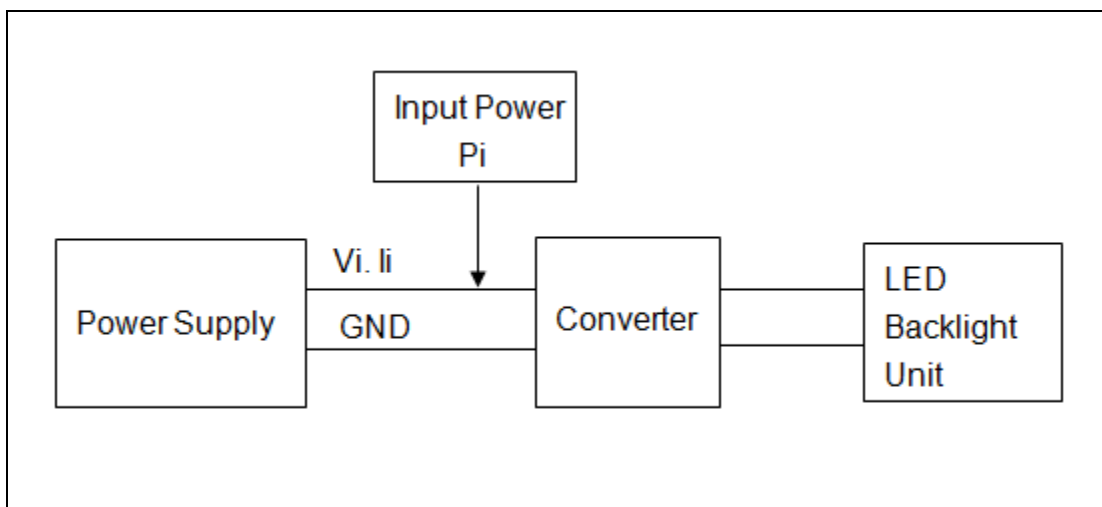 Input Power
Pi
Vi. Ii
Power Supply
GND
Converter
LED
Backlight
Unit